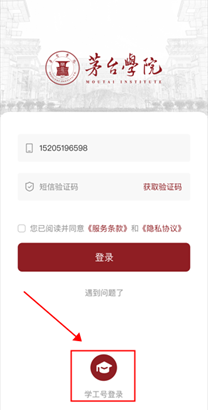 茅台學院
MOUTAI INSTITUTE
15205196598
短信验证码 获取验证码
您已阅读并同意《服务条款》和《隐私协议》
登录
遇到问题了
学工号登录